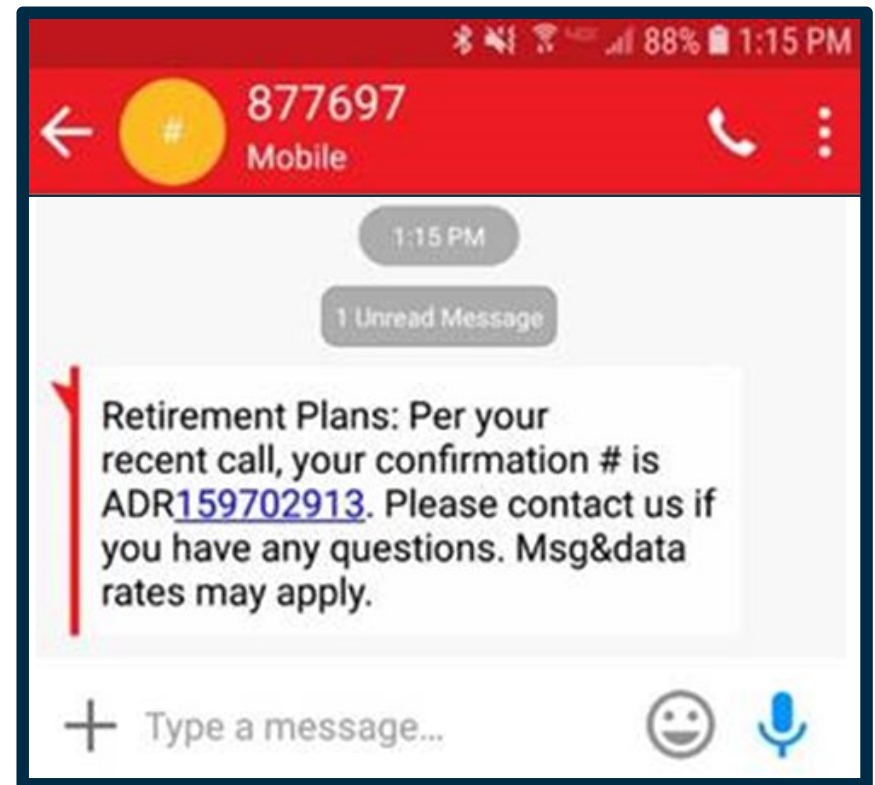 88% 1:15 PM
# 877697
Mobile
1:15 PM
1 Unread Message
Retirement Plans: Per your
recent call, your confirmation # is
ADR159702913. Please contact us if
you have any questions. Msg&data
rates may apply.
Type a message...